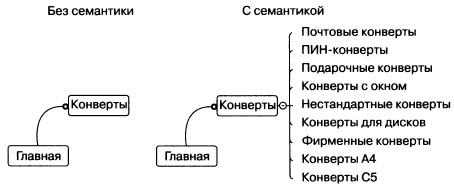 Без семантики
С семантикой
Почтовые конверты
ПИН-конверты
Подарочные конверты
Конверты с окном
Конверты
Конверты
Нестандартные конверты
Конверты для дисков
Фирменные конверты
Главная
Главная
Конверты А4
Конверты С5